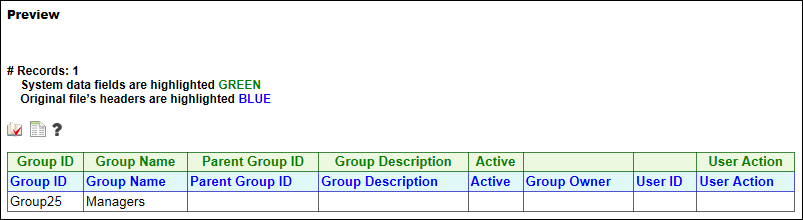 Preview
# Records: 1
System data fields are highlighted GREEN
Original file's headers are highlighted BLUE
?
Group ID Group Name Parent Group ID Group Description Active User Action
Group ID Group Name Parent Group ID Group Description Active Group Owner User ID User Action
Group25 Managers